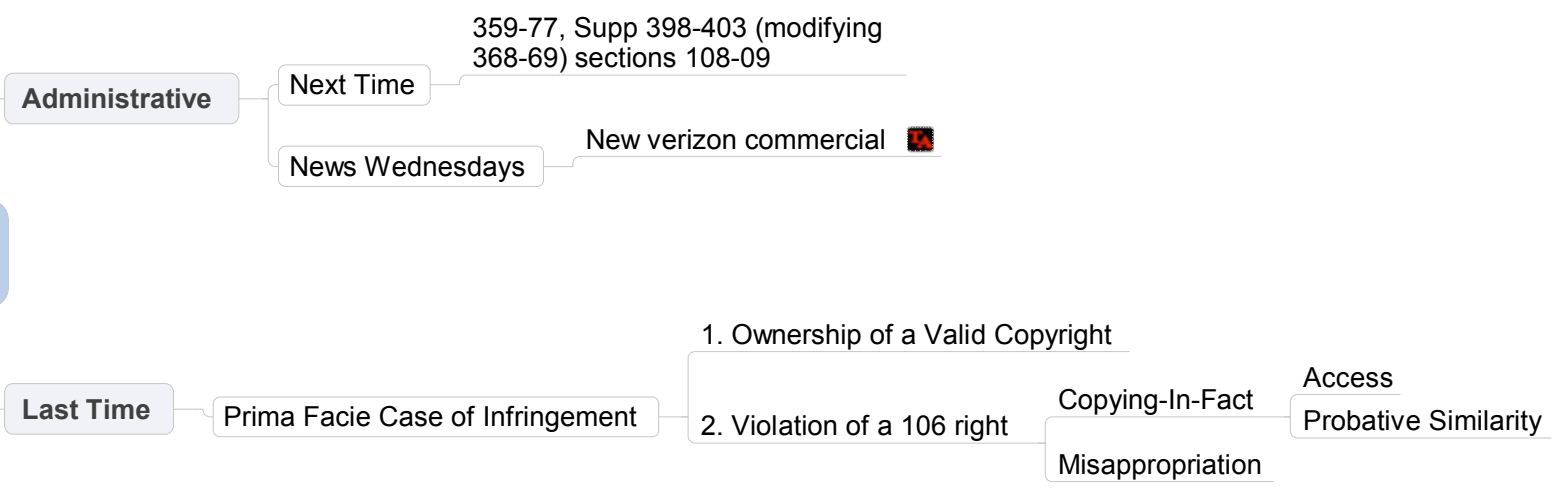 Administrative
Next Time
359-77, Supp 398-403 (modifying
368-69) sections 108-09
News Wednesdays
New verizon commercial
TA
Last Time
Prima Facie Case of Infringement
1. Ownership of a Valid Copyright
2. Violation of a 106 right
Copying-In-Fact
Access
Probative Similarity
Misappropriation